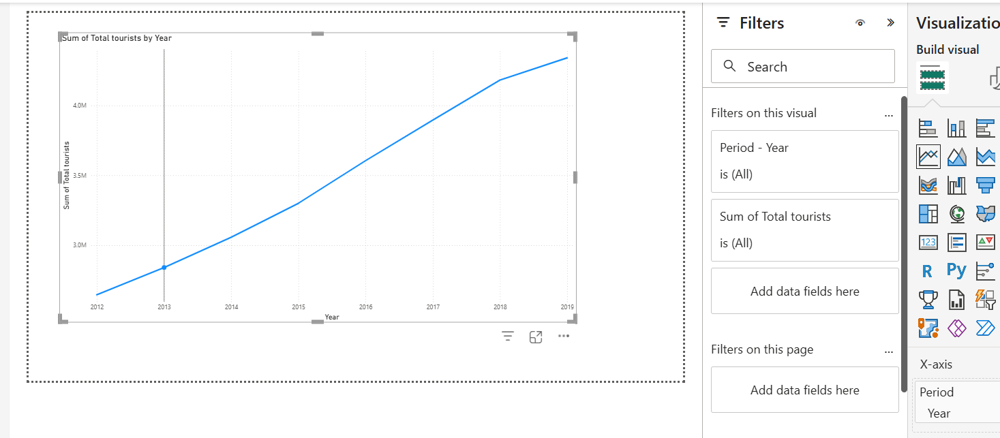 Sum of Total tourists by Year
4.0M
3.5M
3.0M
Sum of Total tourists
2012 2013 2014 2015 2016 2017 2018 2019
Year
Filters
Search
Filters on this visual ...
Period - Year
is (All)
Sum of Total tourists
is (All)
Add data fields here
Filters on this page ...
Add data fields here
Visualizatio
Build visual
123
R Py
X-axis
Period
Year